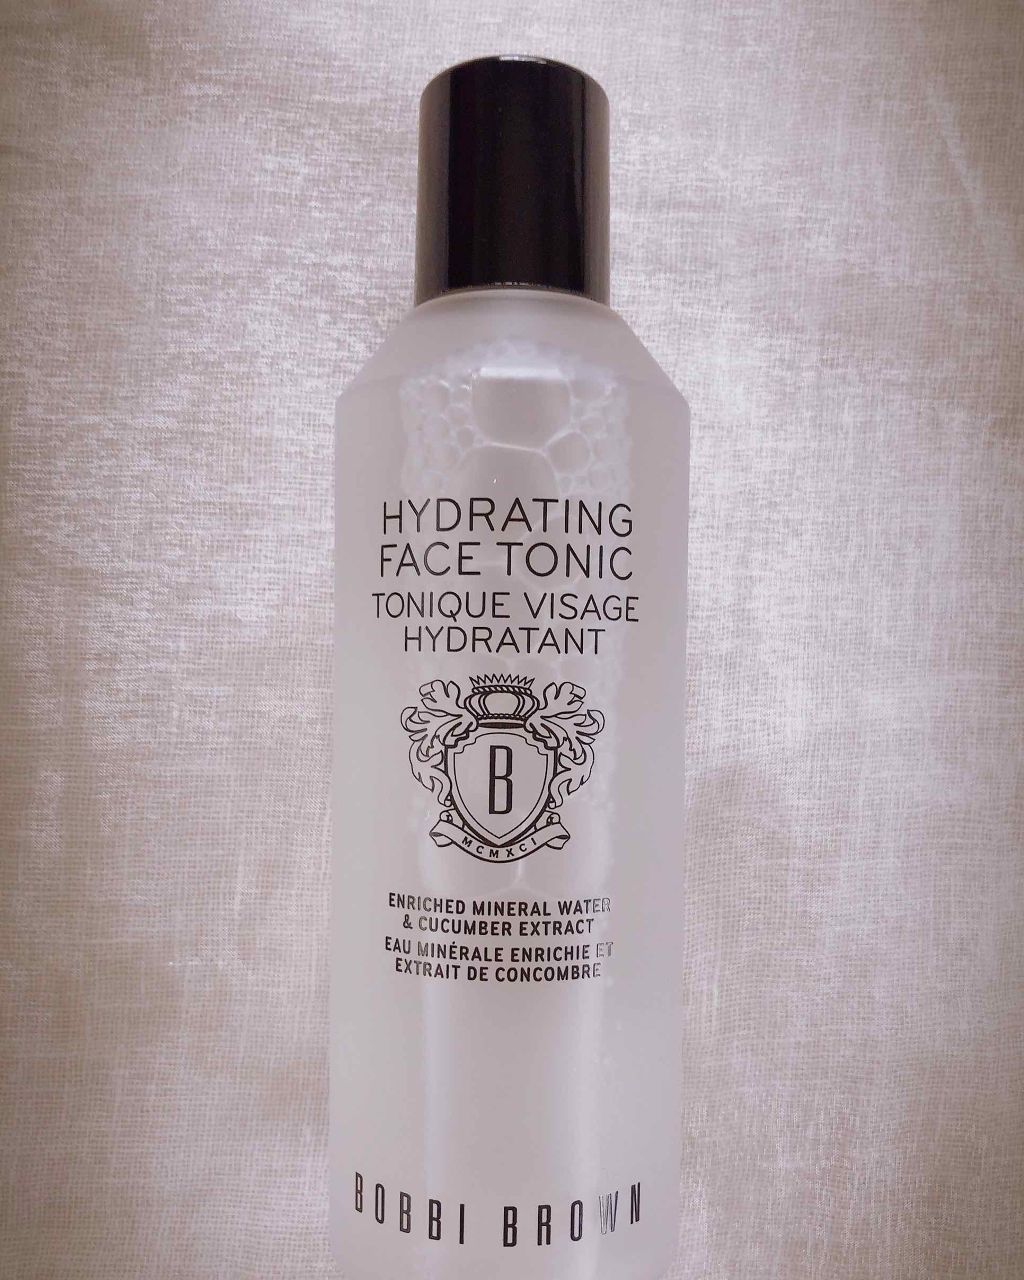 HYDRATING
FACE TONIC
TONIQUE VISAGE
HYDRATANT
B
MCMXCI
ENRICHED MINERAL WATER
& CUCUMBER EXTRACT
EAU MINÉRALE ENRICHIE ET
EXTRAIT DE CONCOMBRE
BOBBI BROWN